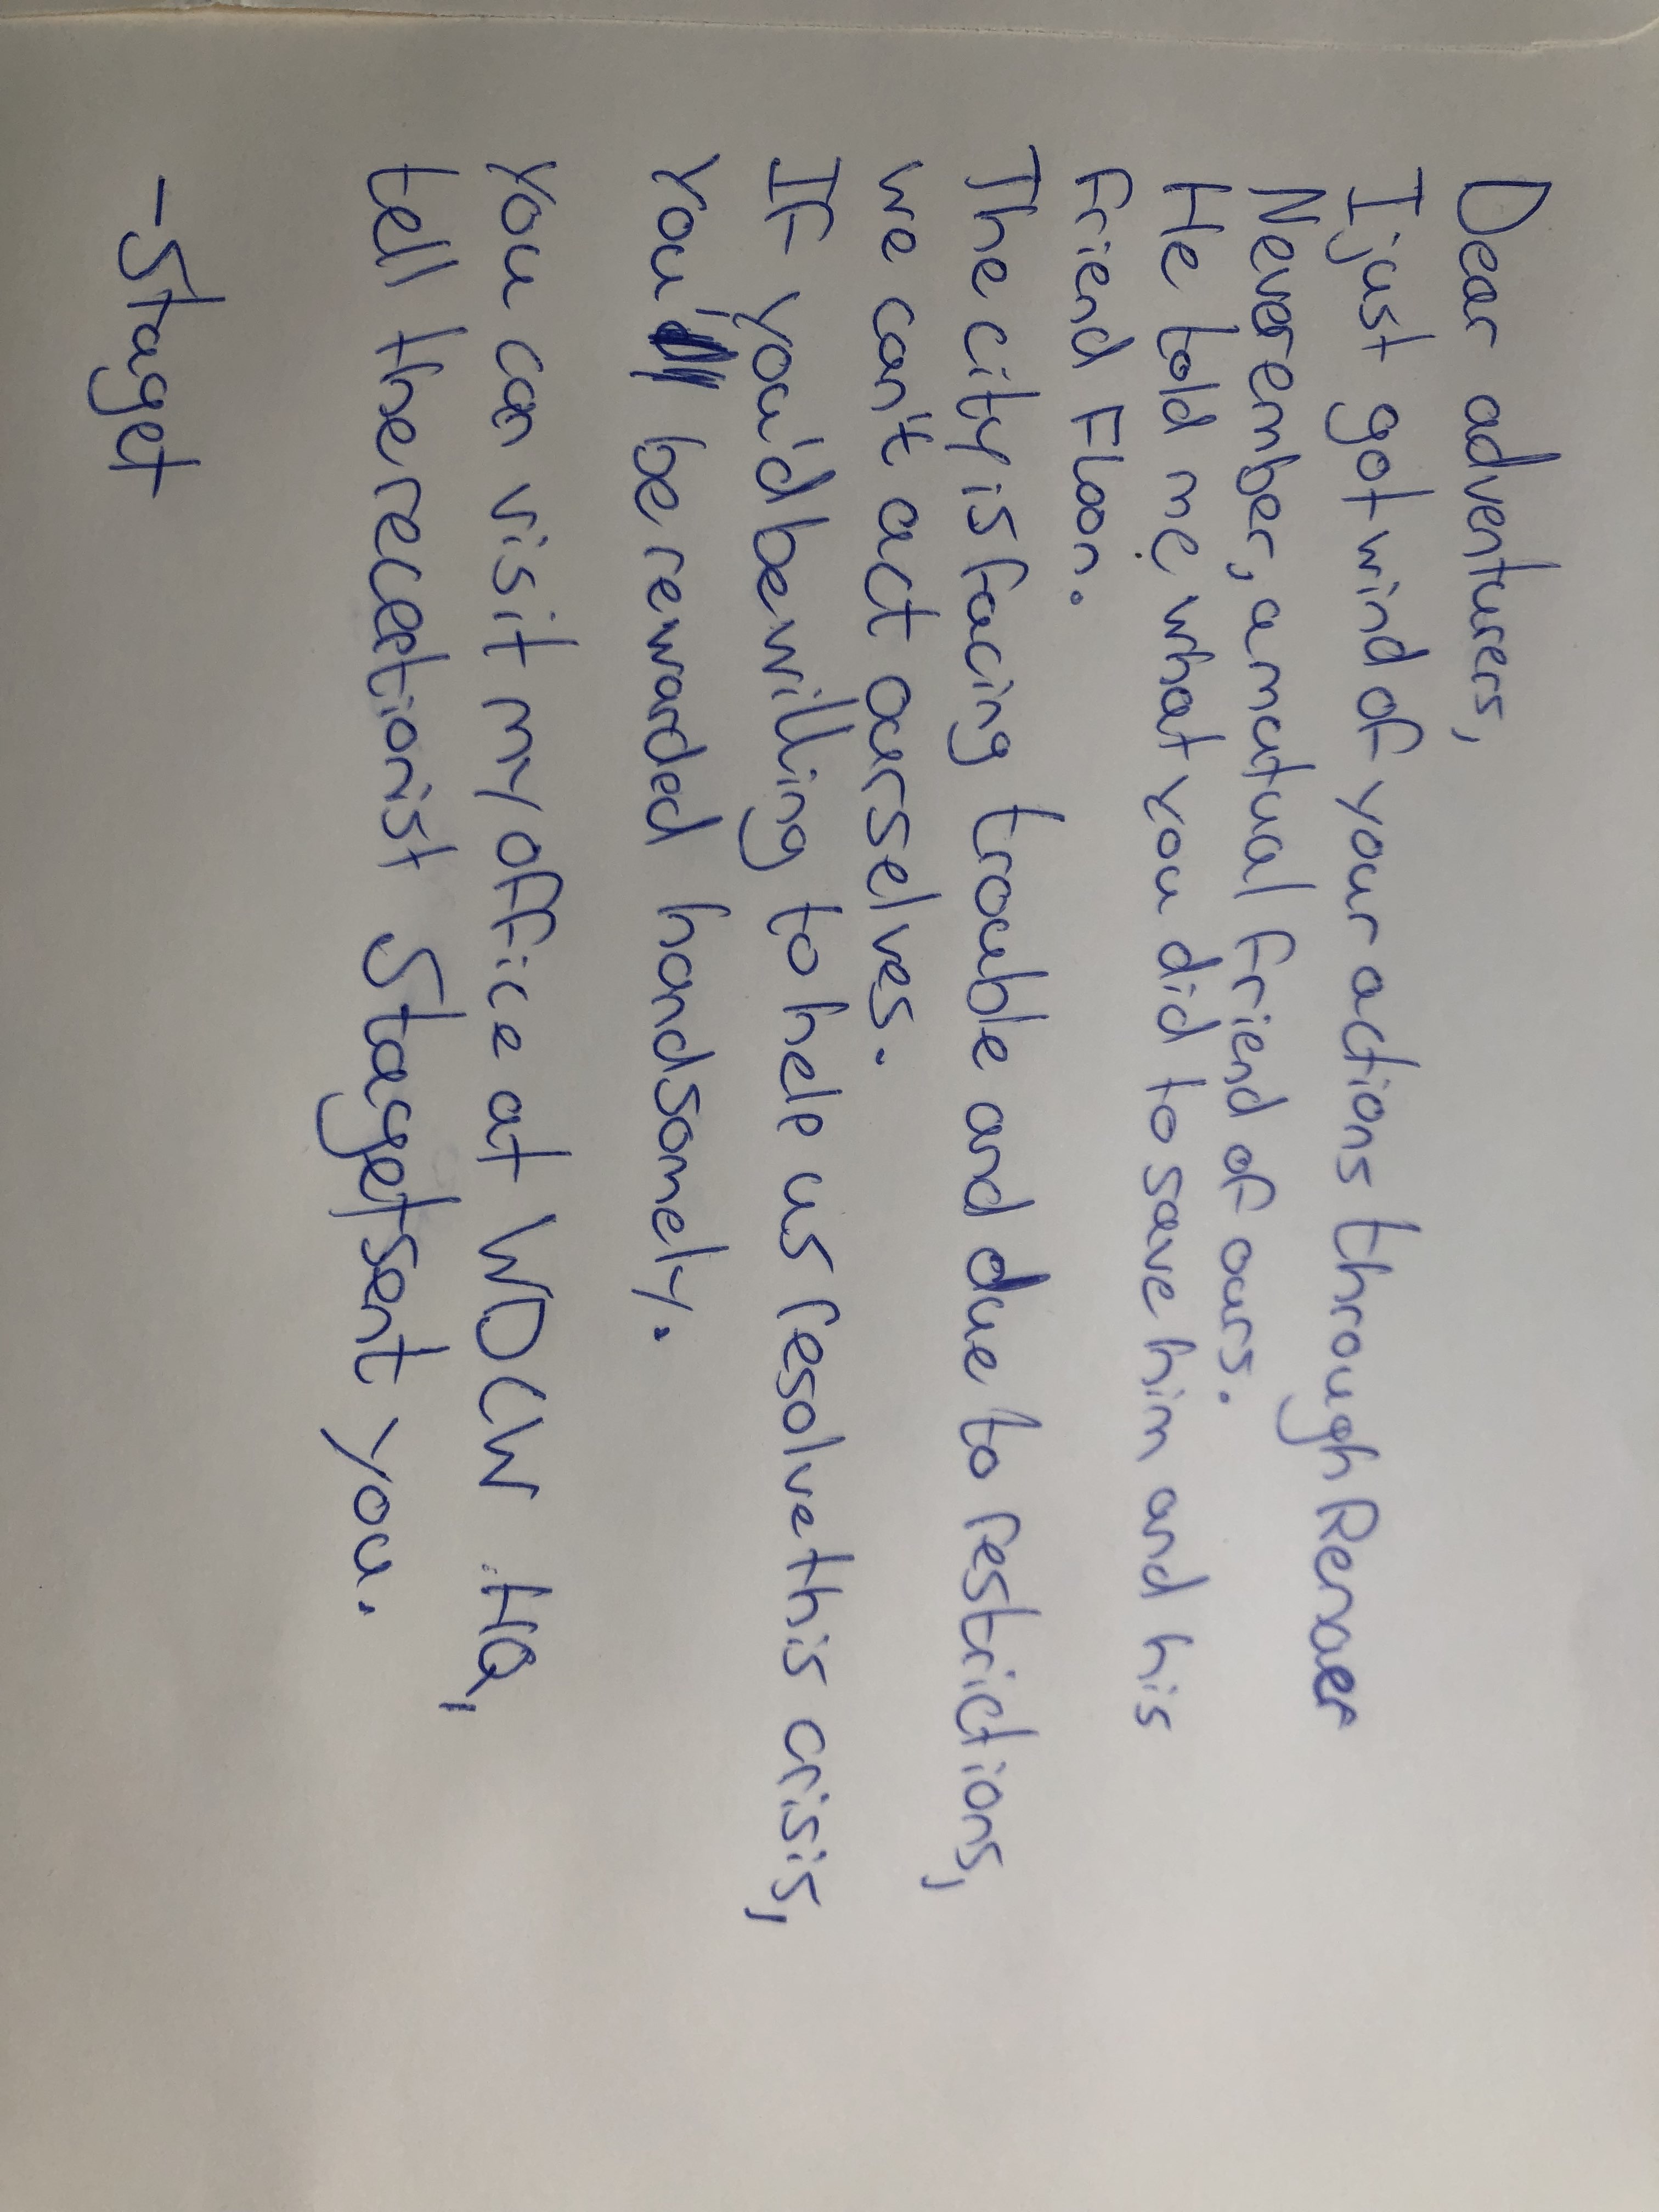 Dear adventurers,
I just got wind of your actions through Renaer
Neverember, a mutual friend of ours.
He told me what you did to save him and his
friend Floon.
The city is facing trouble and due to restrictions,
we can't act ourselves.
If you'd be willing to help us resolve this crisis,
You'll be rewarded handsomely.
You can visit my office at WDCW HQ,
tell the receptionist Staget sent you.
-Staget